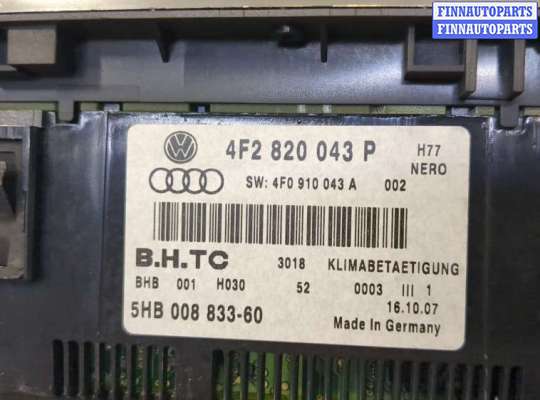 FINNAUTOPARTS
FINNAUTOPARTS
4F2 820 043 P H77
NERO
SW: 4F0 910 043 A 002
B.H.TC 3018 KLIMABETAETIGUNG
BHB 001 H030 52 0003 III 1
16.10.07
5HB 008 833-60 Made In Germany